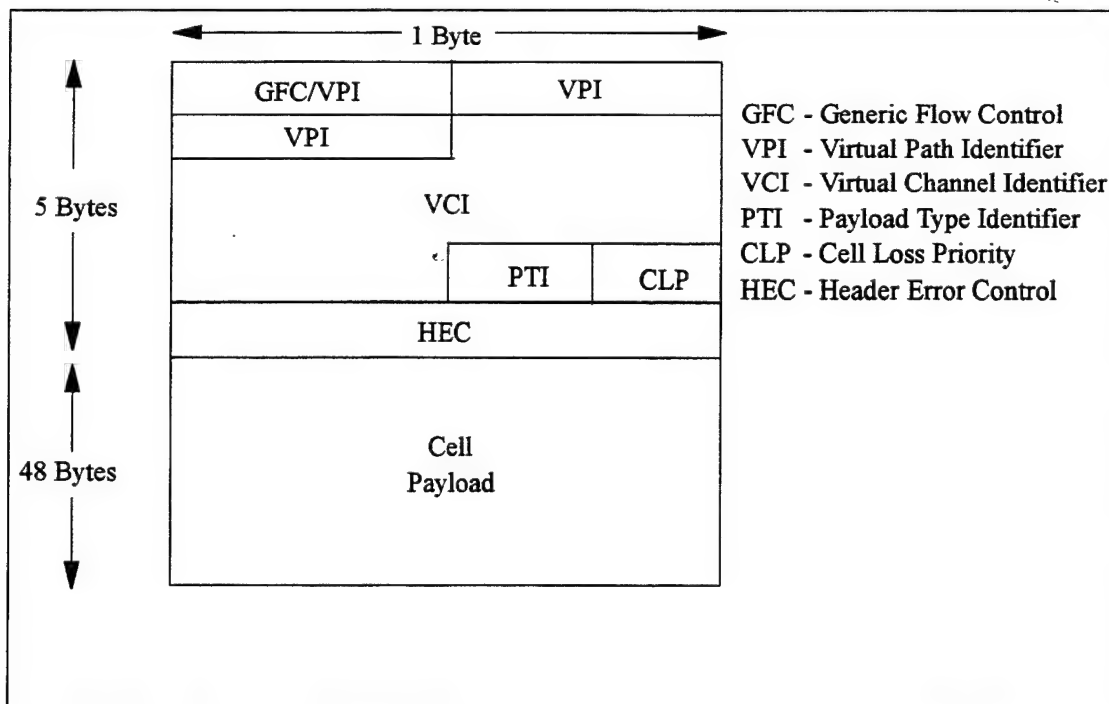 1 Byte
GFC/VPI VPI
VPI
VCI
PTI CLP
HEC
Cell
Payload
5 Bytes
48 Bytes
GFC - Generic Flow Control
VPI - Virtual Path Identifier
VCI - Virtual Channel Identifier
PTI - Payload Type Identifier
CLP - Cell Loss Priority
HEC - Header Error Control